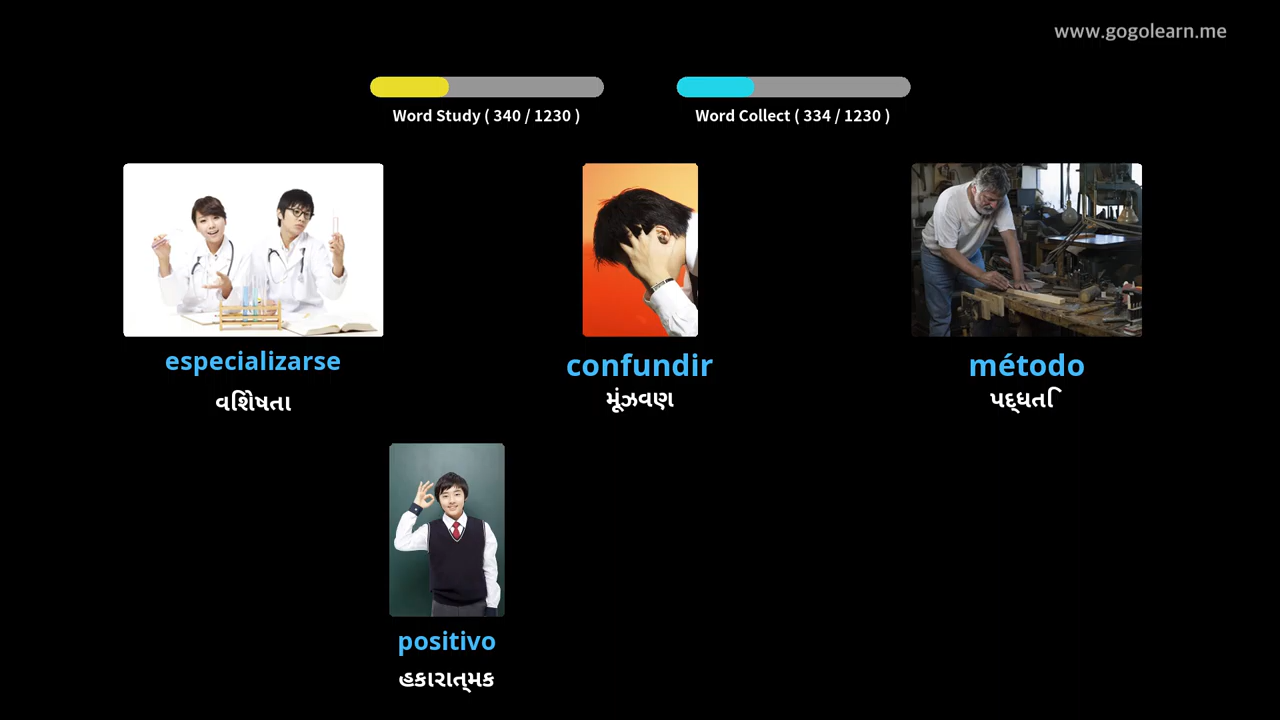 www.gogolearn.me
Word Study ( 340 / 1230 )
Word Collect ( 334 / 1230 )
especializarse
confundir
método
વિશેષતા
મૂંઝવણ
પદ્ધતિ
positivo
હકારાત્મક